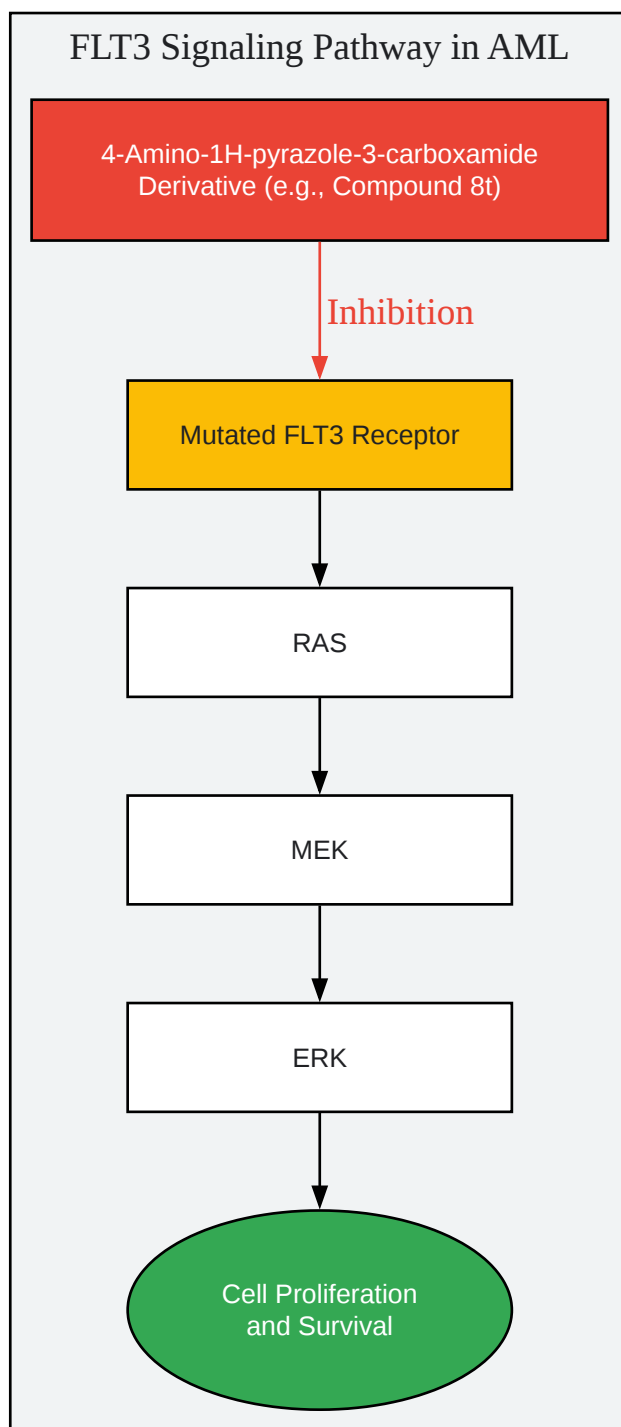 FLT3 Signaling Pathway in AML
4-Amino-1H-pyrazole-3-carboxamide
Derivative (e.g., Compound 8t)
Inhibition
Mutated FLT3 Receptor
RAS
MEK
ERK
Cell Proliferation
and Survival